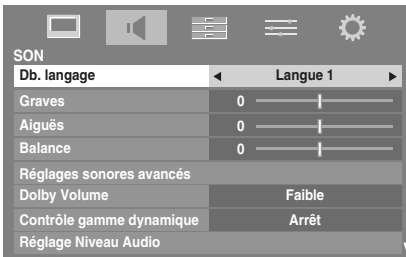 SON
Db. langage Langue 1
Graves 0
Aiguës 0
Balance 0
Réglages sonores avancés
Dolby Volume Faible
Contrôle gamme dynamique Arrêt
Réglage Niveau Audio